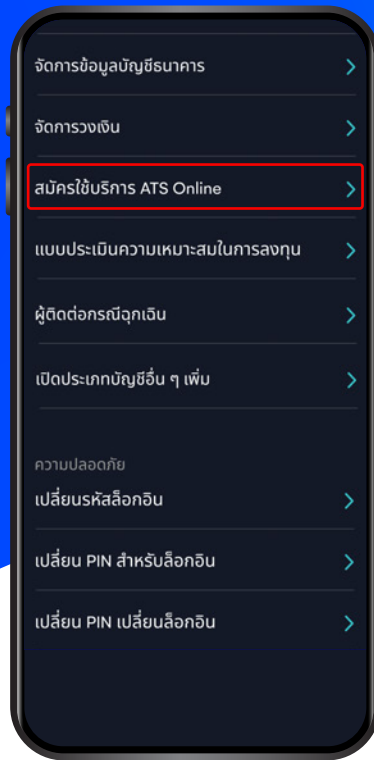 จัดการข้อมูลบัญชีธนาคาร
จัดการวงเงิน
สมัครใช้บริการ ATS Online
แบบประเมินความเหมาะสมในการลงทุน
ผู้ติดต่อกรณีฉุกเฉิน
เปิดประเภทบัญชีอื่น ๆ เพิ่ม
ความปลอดภัย
เปลี่ยนรหัสล็อกอิน
เปลี่ยน PIN สำหรับล็อกอิน
เปลี่ยน PIN เปลี่ยนล็อกอิน